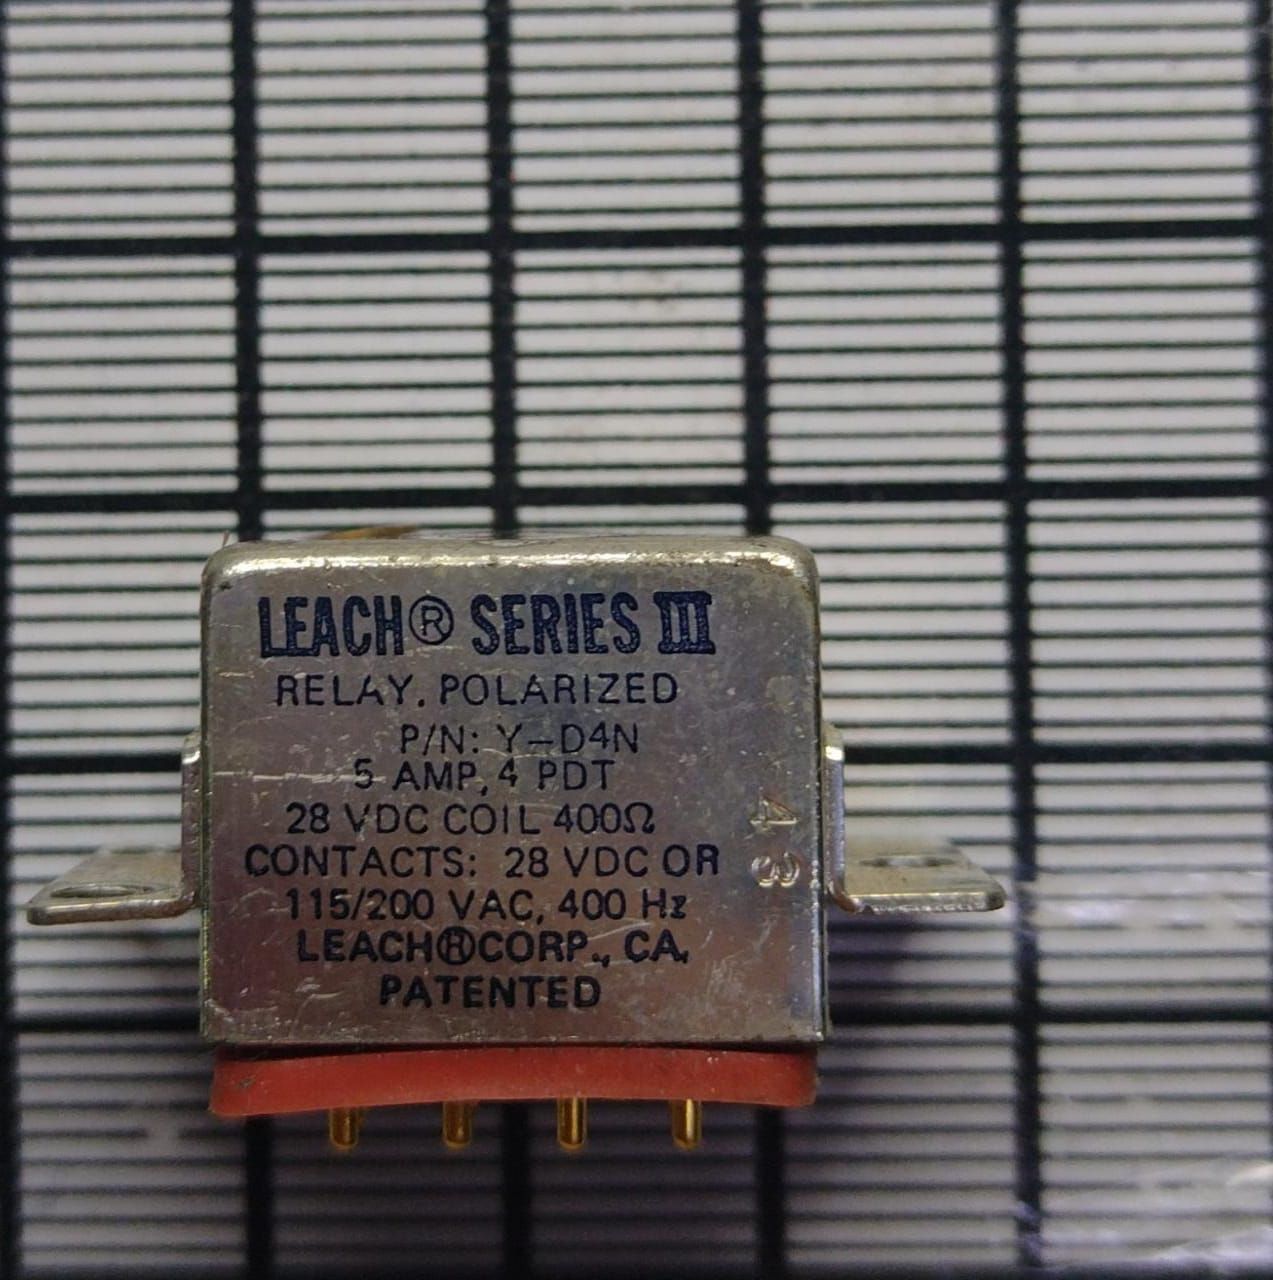 LEACH® SERIES III
RELAY, POLARIZED
P/N: Y-D4N
5 AMP, 4 PDT
28 VDC COIL 400Ω
CONTACTS: 28 VDC OR
115/200 VAC, 400 Hz
LEACH®CORP., CA,
PATENTED
48